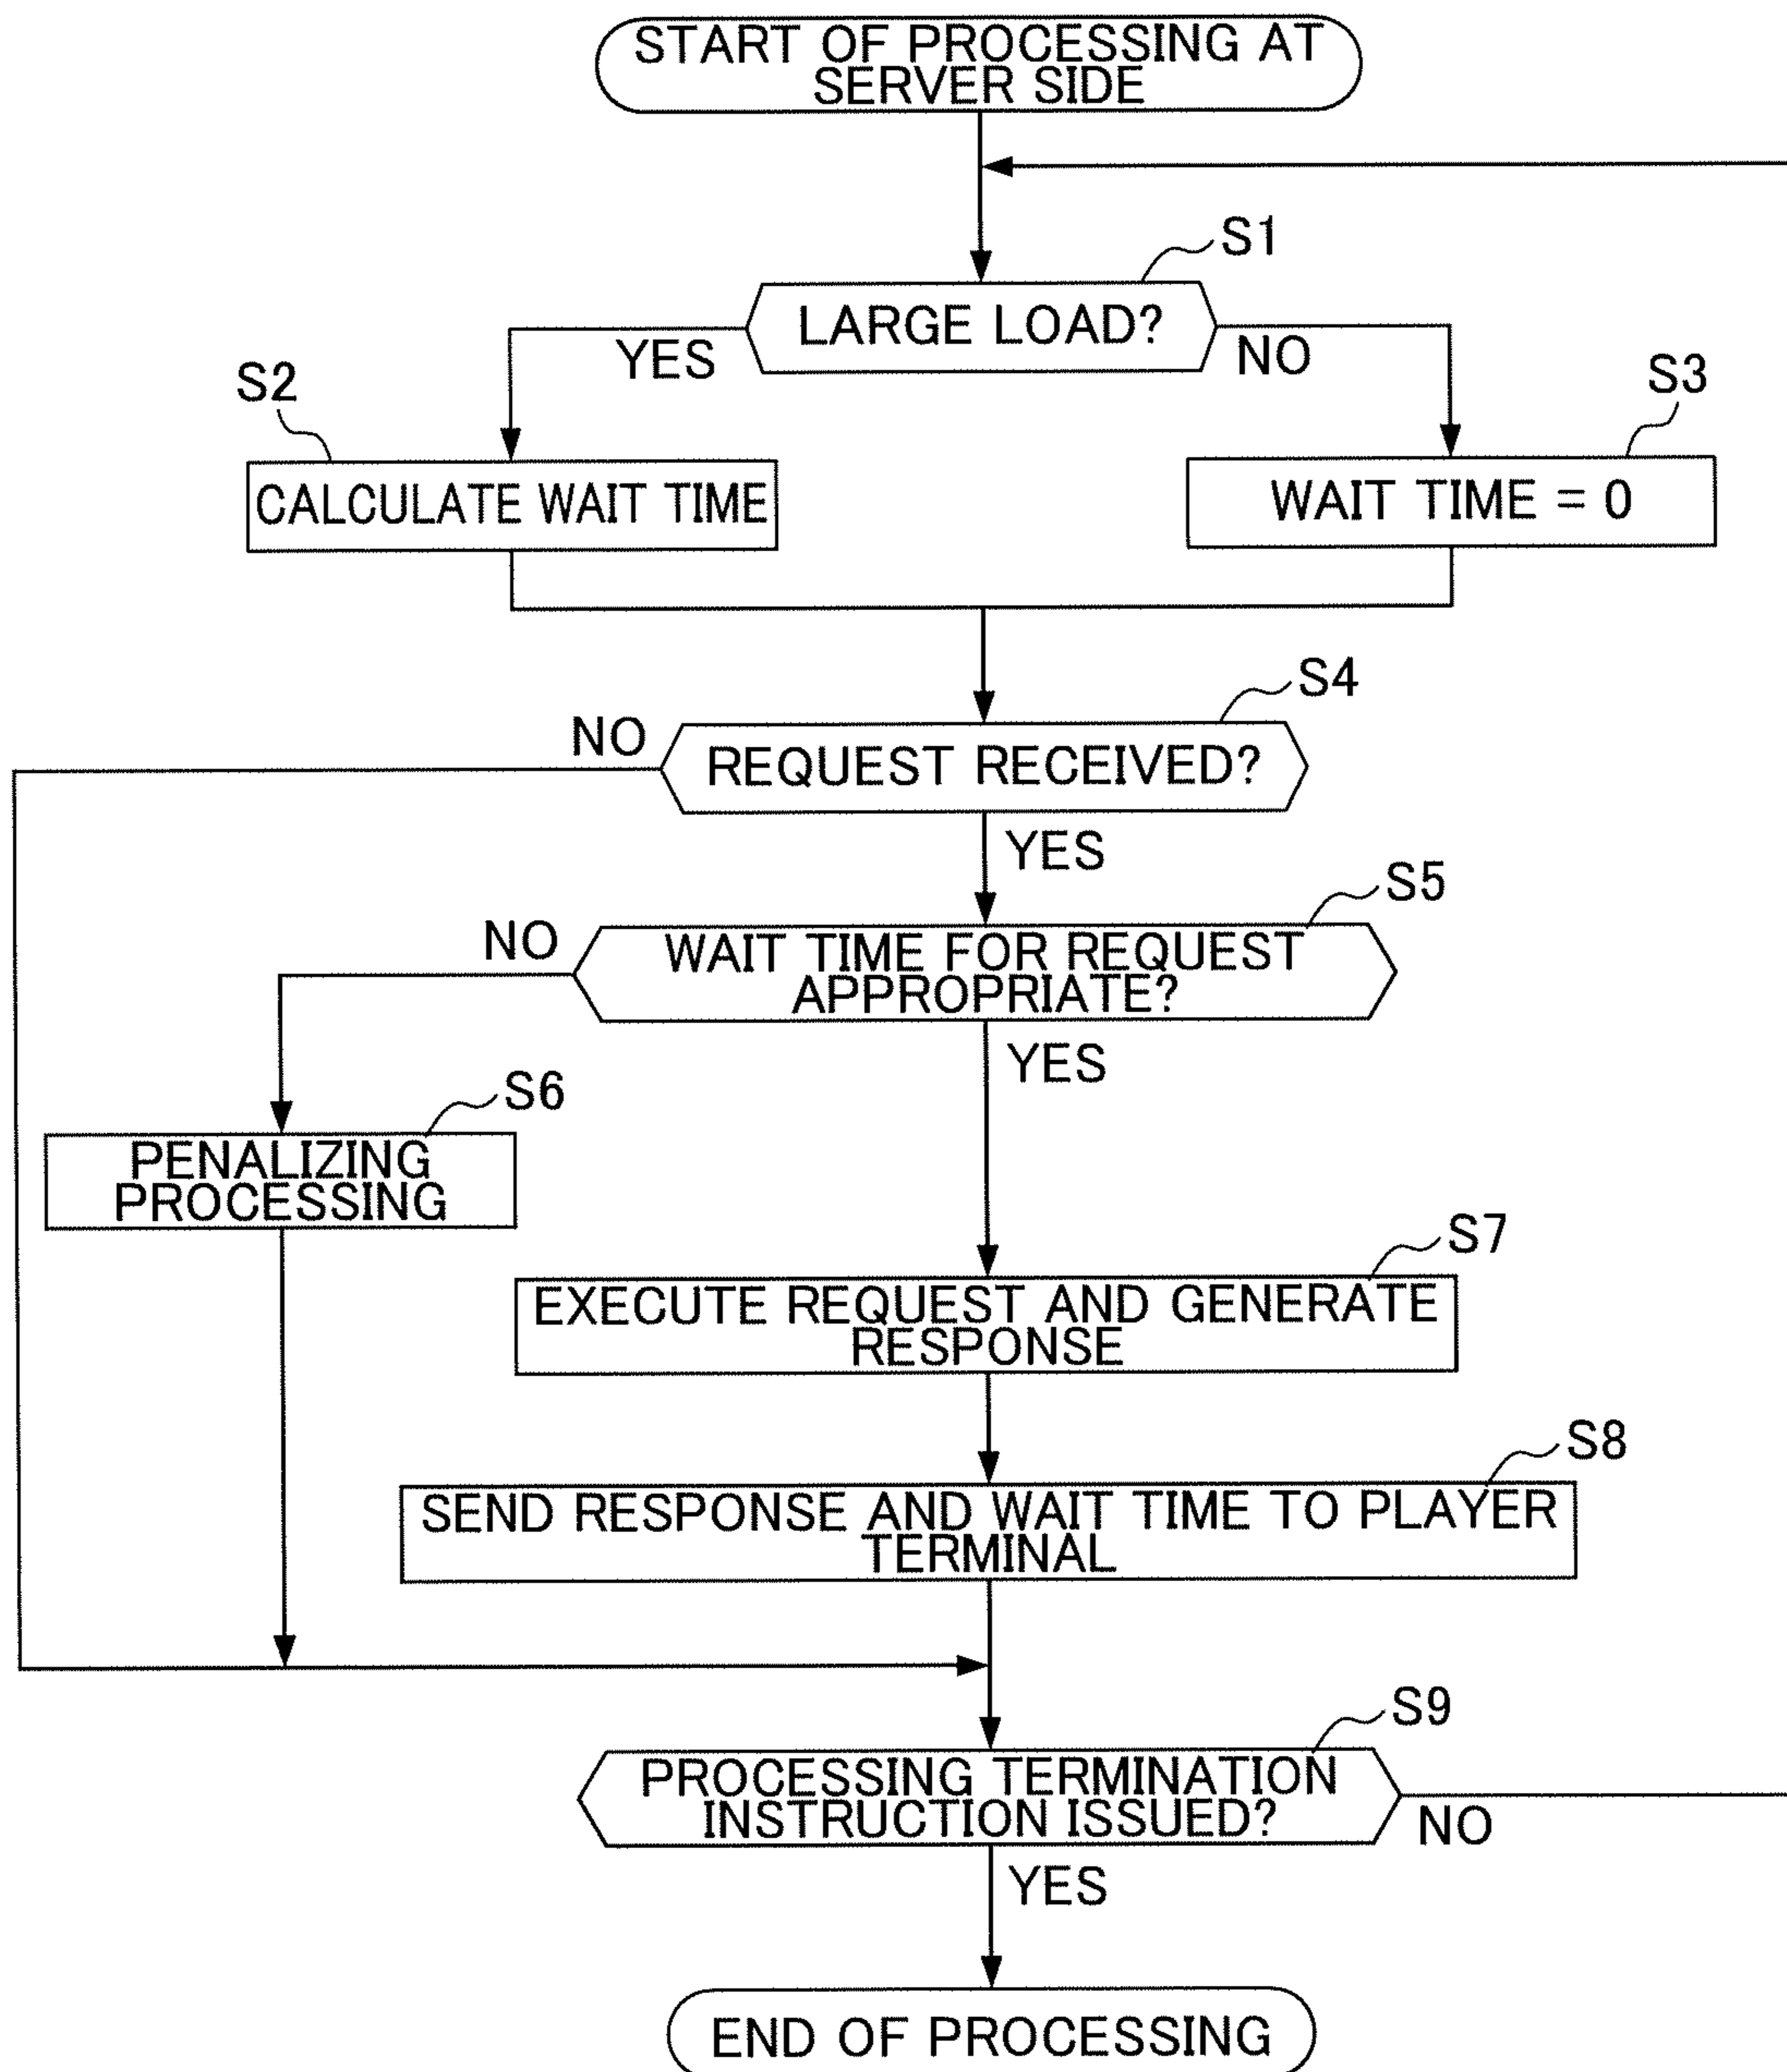 START OF PROCESSING AT
SERVER SIDE
S1
LARGE LOAD?
YES
NO
S2
S3
CALCULATE WAIT TIME
WAIT TIME = 0
S4
NO
REQUEST RECEIVED?
YES
S5
NO
WAIT TIME FOR REQUEST
APPROPRIATE?
YES
S6
PENALIZING
PROCESSING
S7
EXECUTE REQUEST AND GENERATE
RESPONSE
S8
SEND RESPONSE AND WAIT TIME TO PLAYER
TERMINAL
S9
PROCESSING TERMINATION
INSTRUCTION ISSUED?
NO
YES
END OF PROCESSING